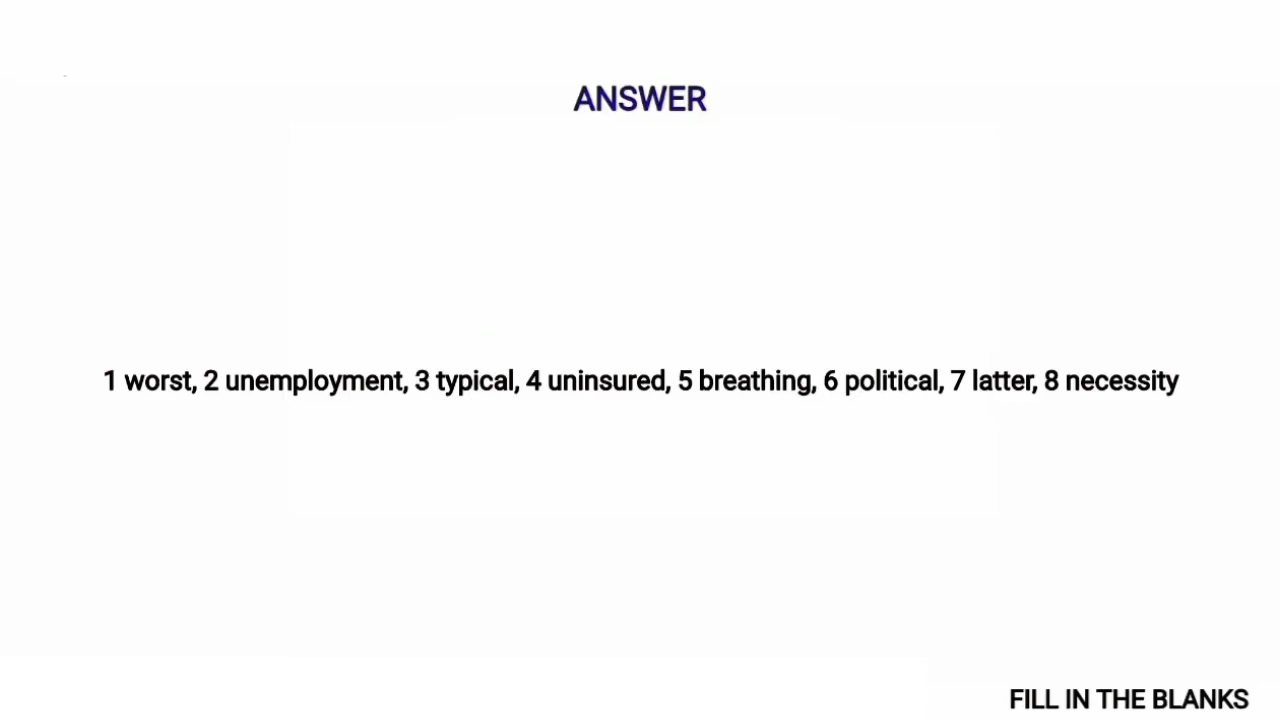 ANSWER
1 worst, 2 unemployment, 3 typical, 4 uninsured, 5 breathing, 6 political, 7 latter, 8 necessity
FILL IN THE BLANKS